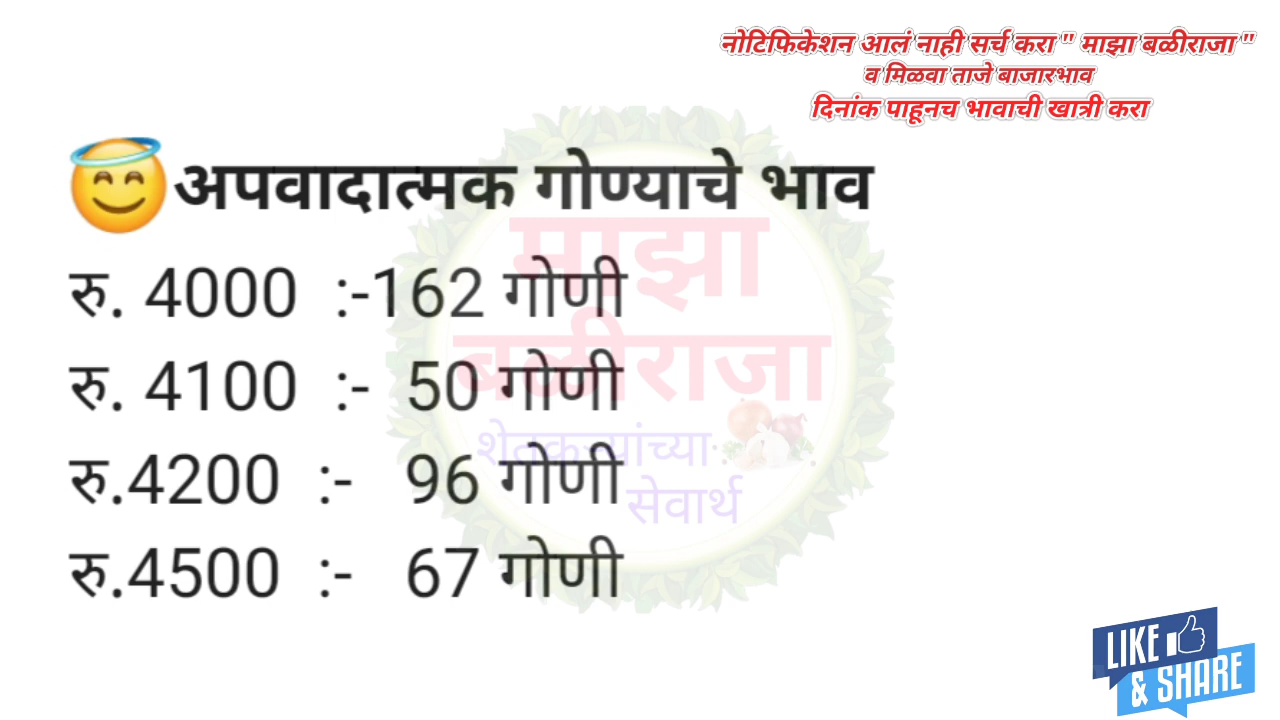 नोटिफिकेशन आलं नाही सर्च करा " माझा बळीराजा "
व मिळवा ताजे बाजारभाव
दिनांक पाहूनच भावाची खात्री करा
😇अपवादात्मक गोण्याचे भाव
रु. 4000 :-162 गोणी
रु. 4100 :- 50 गोणी
रु.4200 :- 96 गोणी
रु.4500 :- 67 गोणी
माझा
बळीराजा
शेतकऱ्यांच्या
सेवार्थ
LIKE
& SHARE